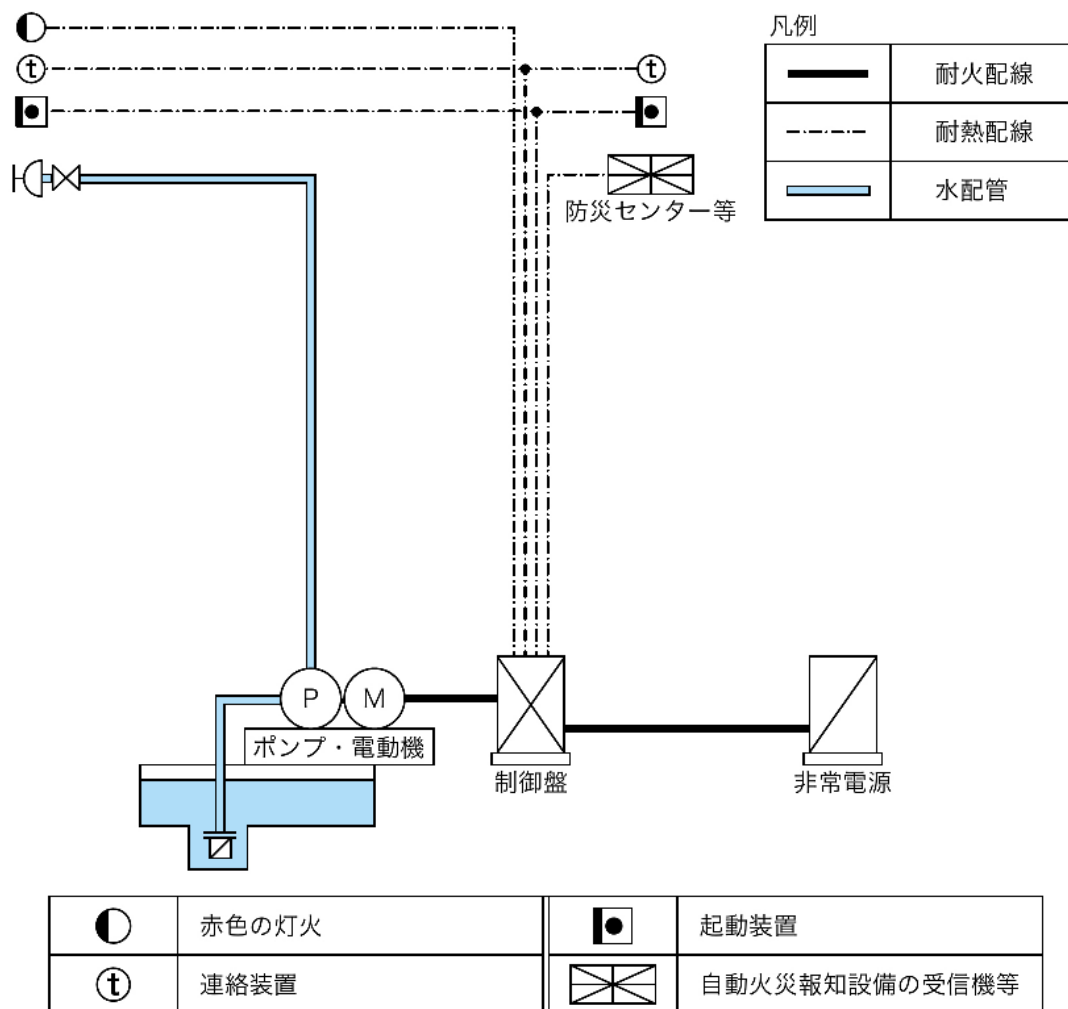 凡例
耐火配線
耐熱配線
水配管
t
t
防災センター等
P
M
ポンプ・電動機
制御盤
非常電源
赤色の灯火
起動装置
t
連絡装置
自動火災報知設備の受信機等